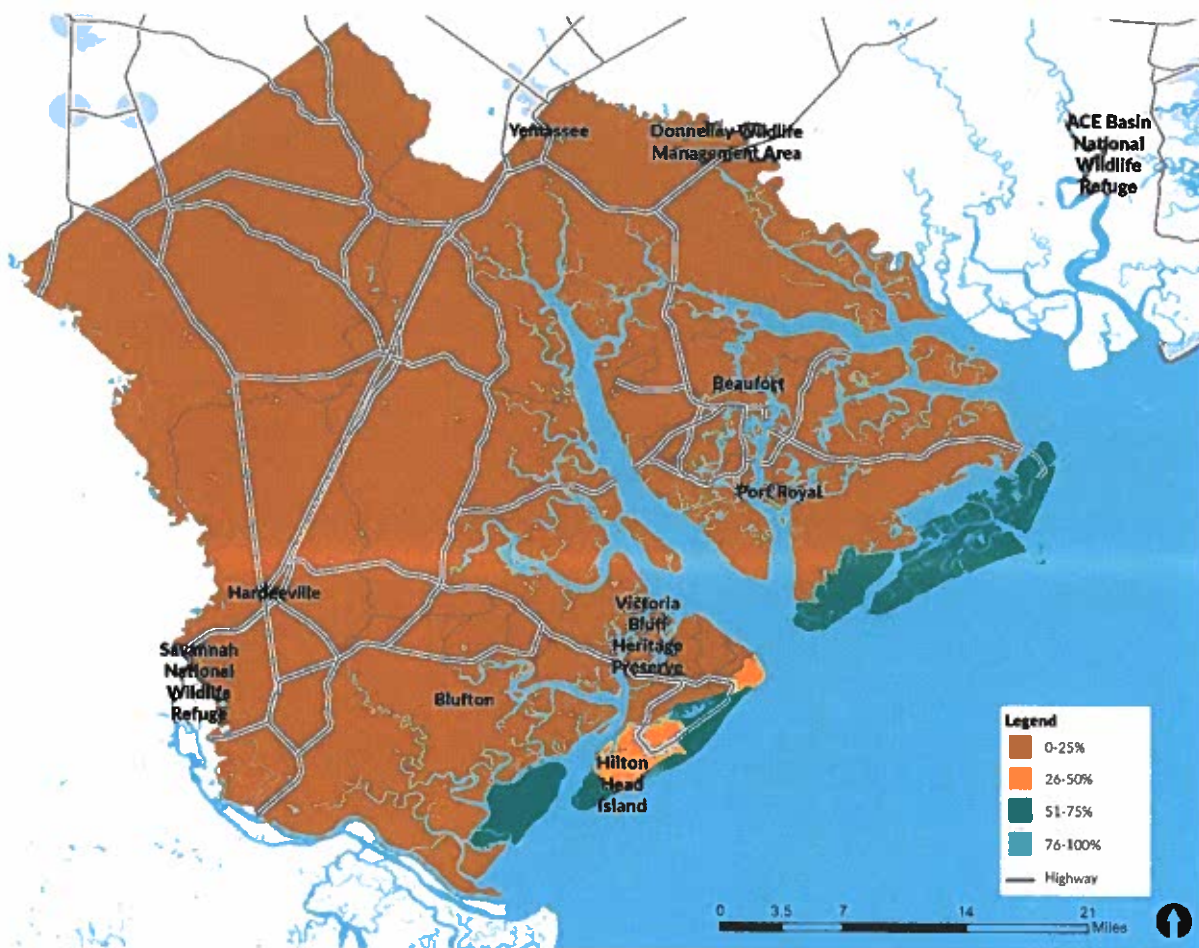 Yemassee
Donnelley Wildlife
Management Area
ACE Basin
National
Wildlife
Refuge
Beaufort
Port Royal
Hardeeville
Victoria
Bluff
Heritage
Preserve
Savannah
National
Wildlife
Refuge
Blufton
Hilton
Head
Island
Legend
0-25%
26-50%
51-75%
76-100%
Highway
0 3.5 7 14 21
Miles